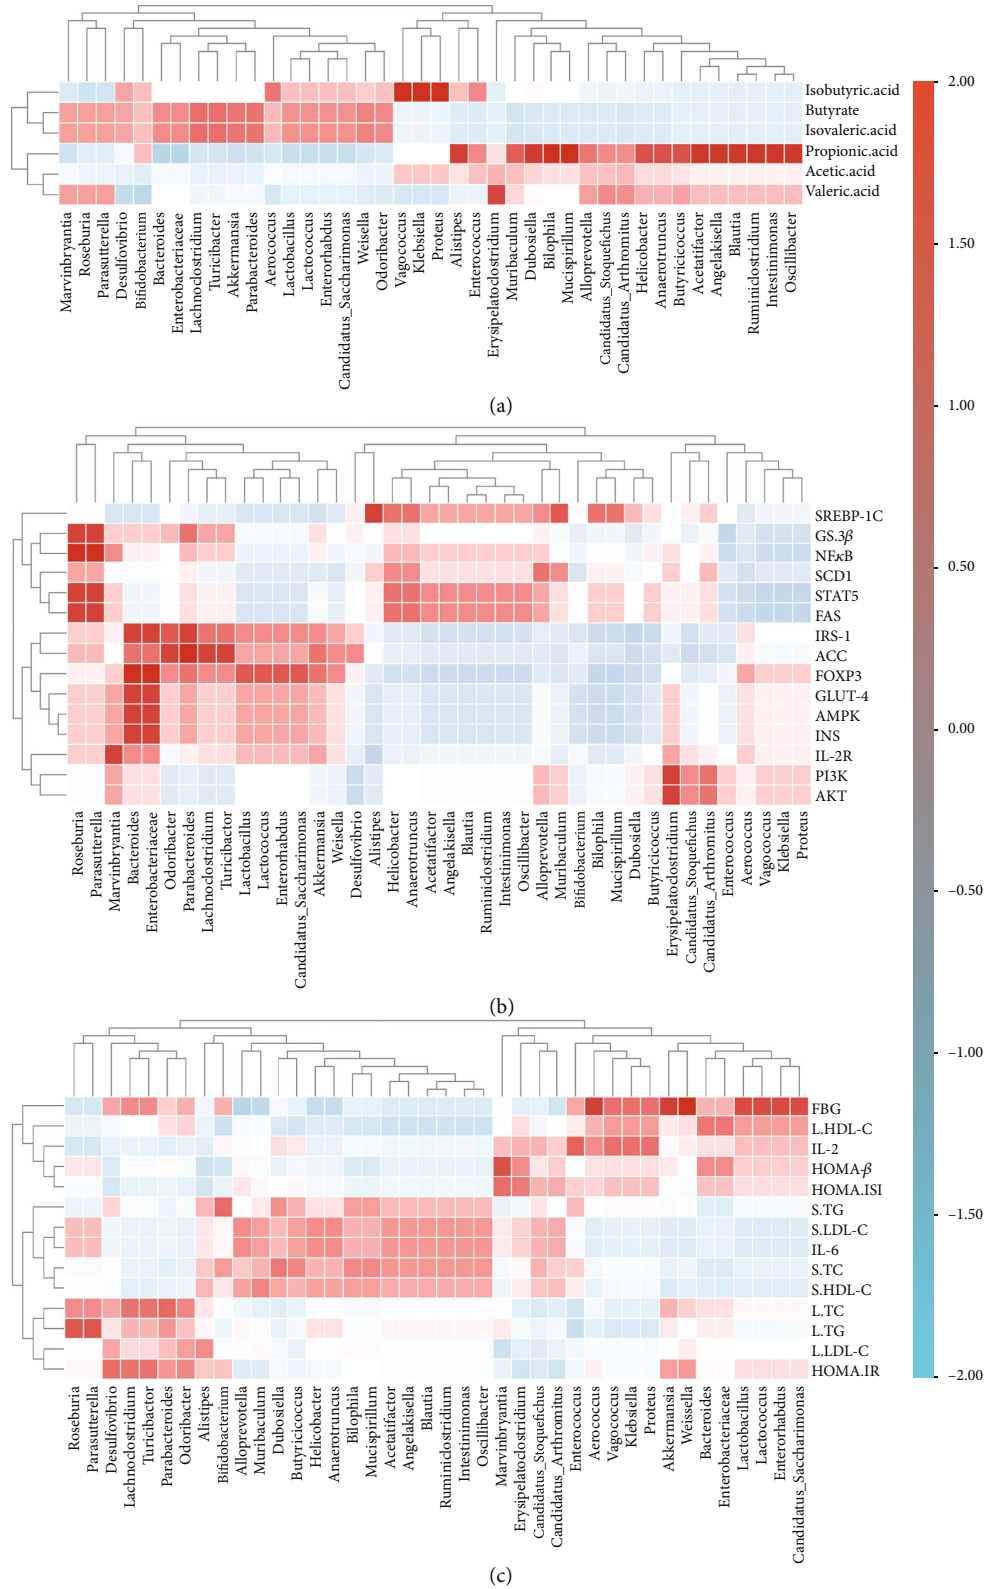 Isobutyric.acid
Butyrate
Isovaleric.acid
Propionic.acid
Acetic.acid
Valeric.acid
Marvinbryantia
Roseburia
Parasutterella
Desulfovibrio
Bifidobacterium
Bacteroides
Enterobacteriaceae
Lachnoclostridium
Turicibacter
Akkermansia
Parabacteroides
Aerococcus
Lactobacillus
Lactococcus
Enterorhabdus
Candidatus_Saccharimonas
Weisella
Odoribacter
Vagococcus
Klebsiella
Proteus
Alistipes
Enterococcus
Erysipelatoclostridium
Muribaculum
Dubosiella
Bilophila
Mucispirillum
Alloprevotella
Candidatus_Stoquefichus
Candidatus_Arthromitus
Helicobacter
Anaerotruncus
Butyricicoccus
Acetatifactor
Angelakisella
Blautia
Ruminiclostridium
Intestinimonas
Oscillibacter
(a)
SREBP-1C
GS.3β
NFκB
SCD1
STAT5
FAS
IRS-1
ACC
FOXP3
GLUT-4
AMPK
INS
IL-2R
PI3K
AKT
Roseburia
Parasutterella
Marvinbryantia
Bacteroides
Enterobacteriaceae
Odoribacter
Parabacteroides
Lachnoclostridium
Turicibactor
Lactobacillus
Lactococcus
Enterorhabdus
Candidatus_Saccharimonas
Akkermansia
Weisella
Desulfovibrio
Alistipes
Helicobacter
Anaerotruncus
Acetatifactor
Angelakisella
Blautia
Ruminidostridium
Intestinimonas
Oscillibacter
Alloprevotella
Muribaculum
Bifidobacterium
Bilophila
Mucispirillum
Dubosiella
Butyricicoccus
Erysipelatodostridium
Candidatus_Stoquefichus
Candidatus_Arthromitus
Enterococcus
Aerococcus
Vagococcus
Klebsiella
Proteus
(b)
FBG
L.HDL-C
IL-2
HOMA-β
HOMA.ISI
S.TG
S.LDL-C
IL-6
S.TC
S.HDL-C
L.TC
L.TG
L.LDL-C
HOMA.IR
Roseburia
Parasutterella
Desulfovibrio
Lachnodostridium
Turicibactor
Parabacteroides
Odoribacter
Alistipes
Bifidobacterium
Alloprevotella
Muribaculum
Dubosiella
Butyricicoccus
Helicobacter
Anaerotruncus
Bilophila
Mucispirillum
Acetatifactor
Angelakisella
Blautia
Ruminidostridium
Intestinimonas
Oscillibacter
Marvinbryantia
Erysipelatodostridium
Candidatus_Stoquefichus
Candidatus_Arthromitus
Enterococcus
Aerococcus
Vagococcus
Klebsiella
Proteus
Akkermansia
Weissella
Bacteroides
Enterobacteriaceae
Lactobacillus
Lactococcus
Enterorhabdus
Candidatus_Saccharimonas
(c)
2.00
1.50
1.00
0.50
0.00
−0.50
−1.00
−1.50
−2.00